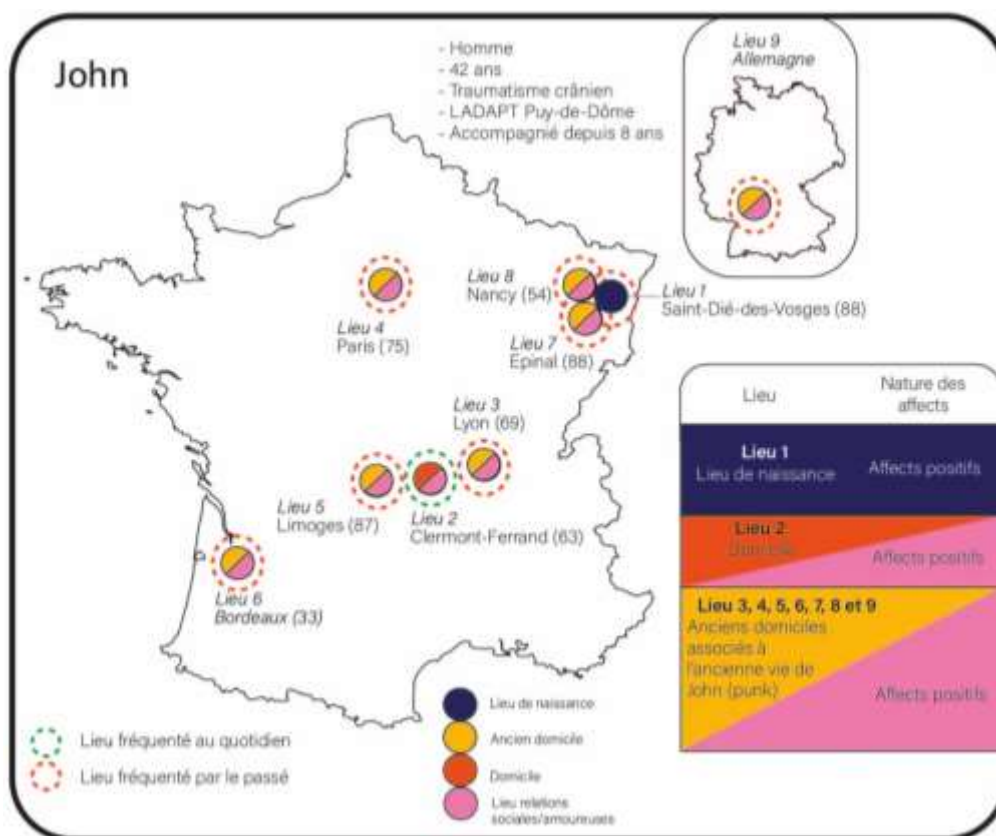 John
- Homme
- 42 ans
- Traumatisme crânien
- LADAPT Puy-de-Dôme
- Accompagnié depuis 8 ans
Lieu 9
Allemagne
Lieu 8
Nancy (54)
Lieu 1
Saint-Dié-des-Vosges (88)
Lieu 4
Paris (75)
Lieu 7
Epinal (88)
Lieu 3
Lyon (69)
Lieu 5
Limoges (87)
Lieu 2
Clermont-Ferrand (63)
Lieu 6
Bordeaux (33)
Lieu
Nature des
affects
Lieu 1
Lieu de naissance
Affects positifs
Lieu 2
Domicile
Affects positifs
Lieu 3, 4, 5, 6, 7, 8 et 9
Anciens domiciles
associés à
l'ancienne vie de
John (punk)
Affects positifs
Lieu fréquenté au quotidien
Lieu fréquenté par le passé
Lieu de naissance
Ancien domicile
Domicile
Lieu relations
sociales/amoureuses